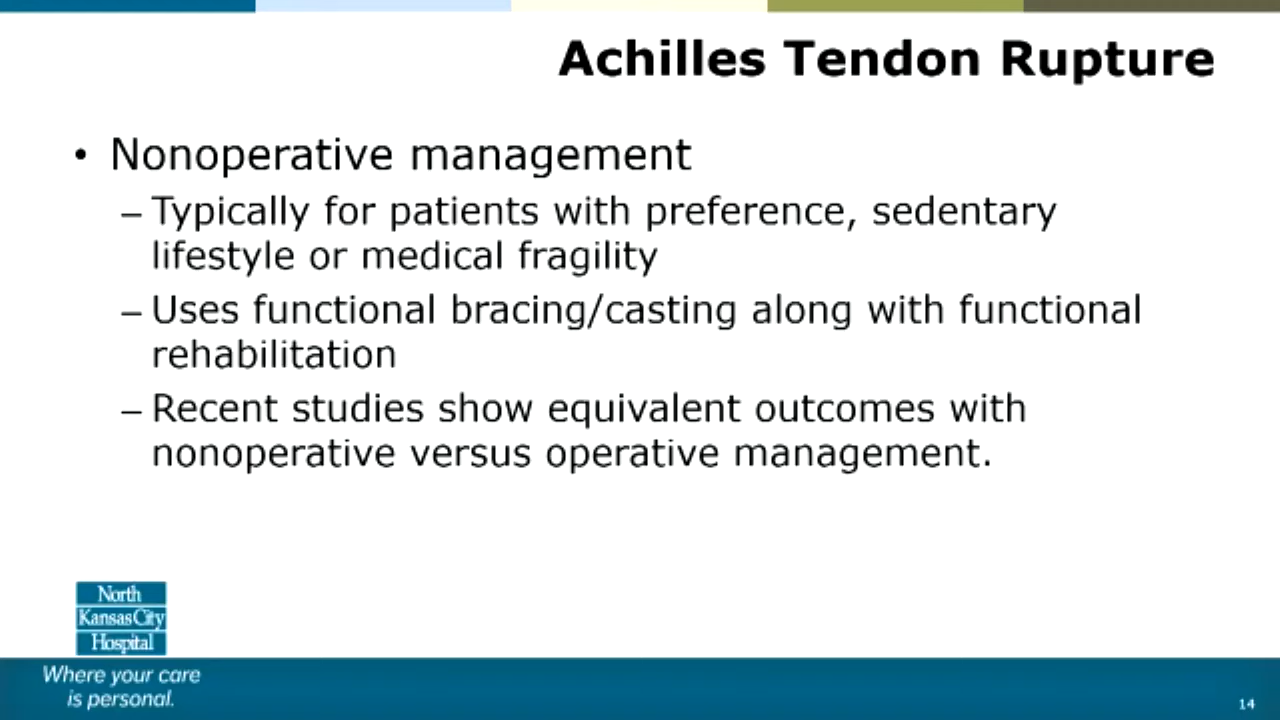 Achilles Tendon Rupture
• Nonoperative management
– Typically for patients with preference, sedentary
lifestyle or medical fragility
– Uses functional bracing/casting along with functional
rehabilitation
– Recent studies show equivalent outcomes with
nonoperative versus operative management.
North
Kansas City
Hospital
Where your care
is personal.
14